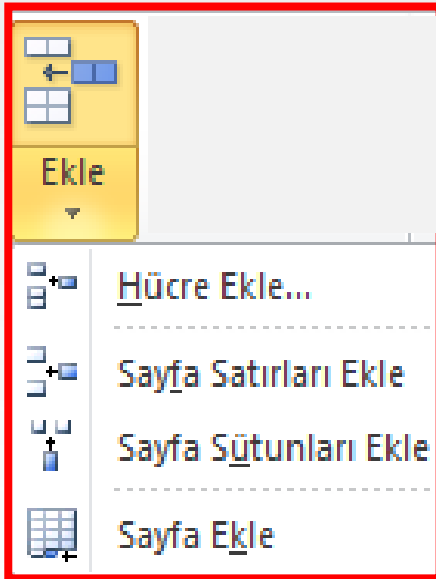 Ekle
Hücre Ekle...
Sayfa Satırları Ekle
Sayfa Sütunları Ekle
Sayfa Ekle